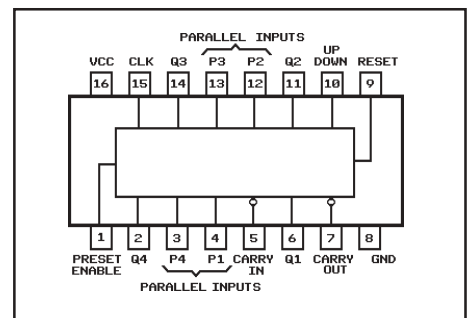 PARALLEL INPUTS
UP
VCC CLK Q3 P3 P2 Q2 DOWN RESET
16 15 14 13 12 11 10 9
1 2 3 4 5 6 7 8
PRESET Q4 P4 P1 CARRY Q1 CARRY GND
ENABLE IN OUT
PARALLEL INPUTS